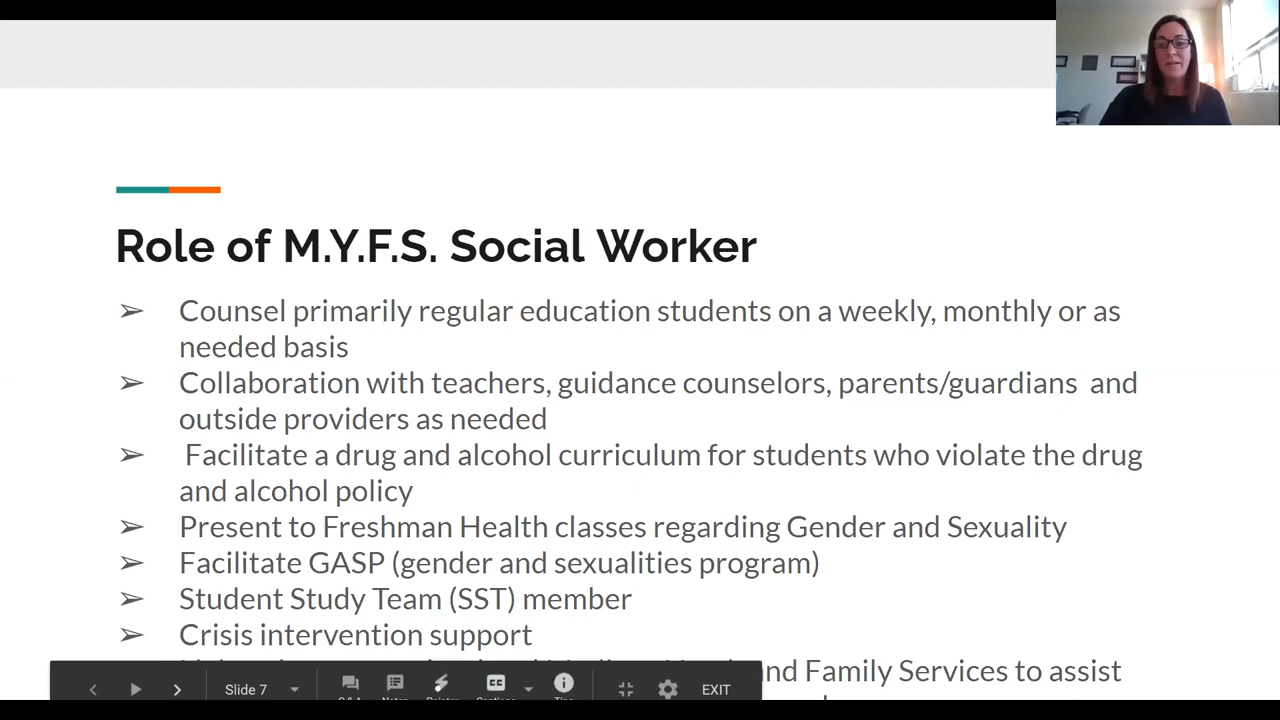 Role of M.Y.F.S. Social Worker
➢ Counsel primarily regular education students on a weekly, monthly or as
needed basis
➢ Collaboration with teachers, guidance counselors, parents/guardians and
outside providers as needed
➢ Facilitate a drug and alcohol curriculum for students who violate the drug
and alcohol policy
➢ Present to Freshman Health classes regarding Gender and Sexuality
➢ Facilitate GASP (gender and sexualities program)
➢ Student Study Team (SST) member
➢ Crisis intervention support
and Family Services to assist
Slide 7
CC
EXIT